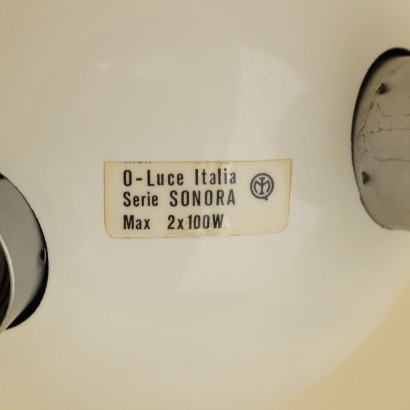 O-Luce Italia
Serie SONORA
Max 2x100W